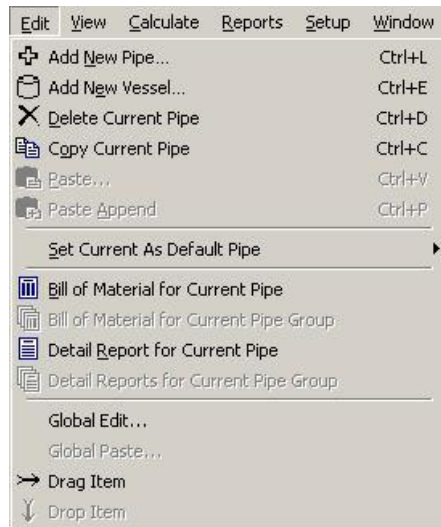 Edit View Calculate Reports Setup Window
Add New Pipe... Ctrl+L
Add New Vessel... Ctrl+E
Delete Current Pipe Ctrl+D
Copy Current Pipe Ctrl+C
Paste... Ctrl+V
Paste Append Ctrl+P
Set Current As Default Pipe
Bill of Material for Current Pipe
Bill of Material for Current Pipe Group
Detail Report for Current Pipe
Detail Reports for Current Pipe Group
Global Edit...
Global Paste...
Drag Item
Drop Item